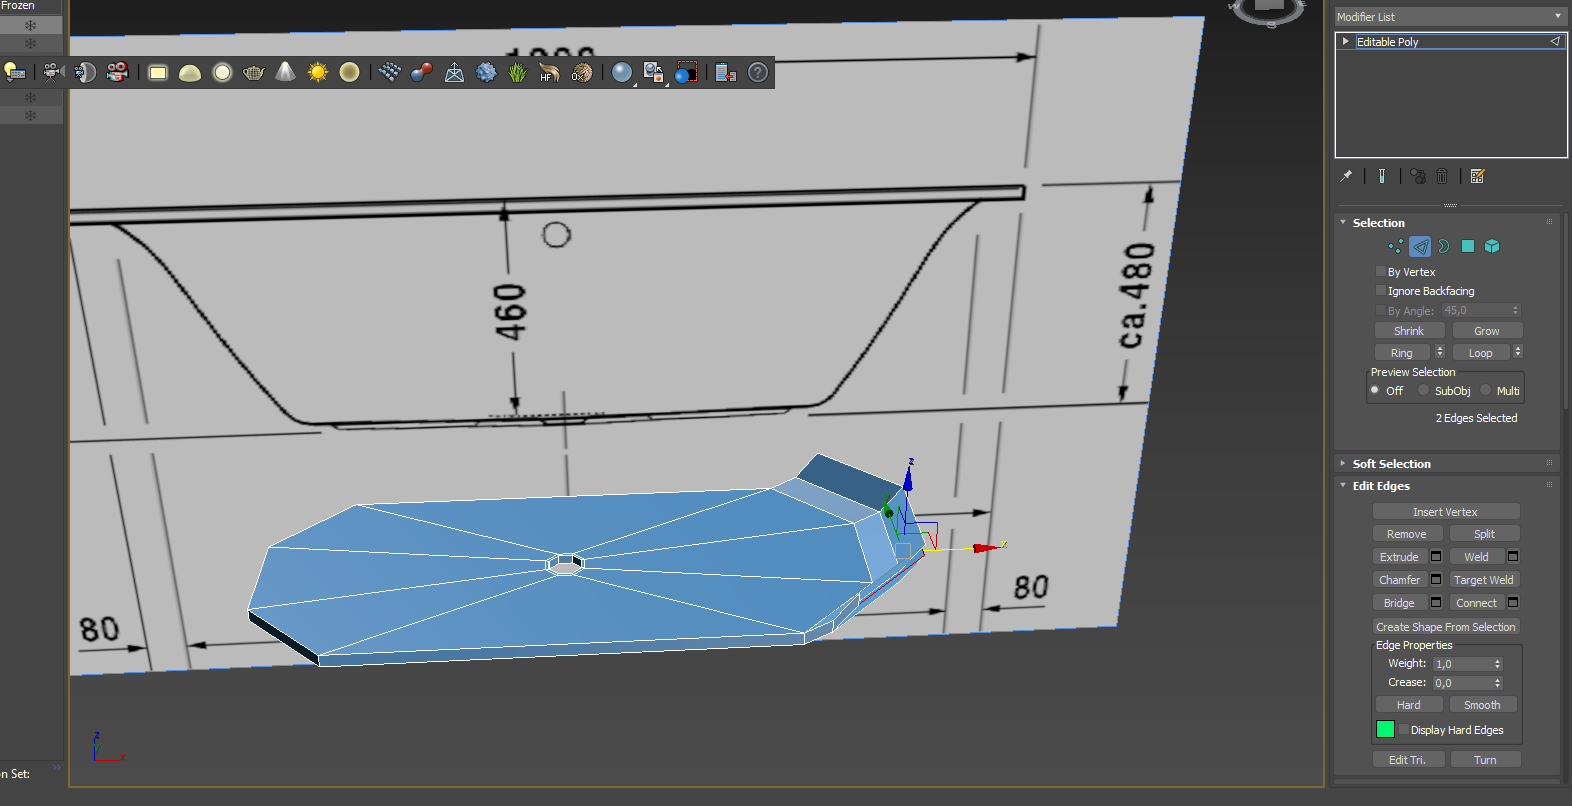 Frozen
W
E
S
Modifier List
Editable Poly
HF
Ox
460
ca.480
80
80
z
x
z
x
n Set:
Selection
By Vertex
Ignore Backfacing
By Angle: 45,0
Shrink Grow
Ring Loop
Preview Selection
Off SubObj Multi
2 Edges Selected
Soft Selection
Edit Edges
Insert Vertex
Remove Split
Extrude Weld
Chamfer Target Weld
Bridge Connect
Create Shape From Selection
Edge Properties
Weight: 1,0
Crease: 0,0
Hard Smooth
Display Hard Edges
Edit Tri. Turn